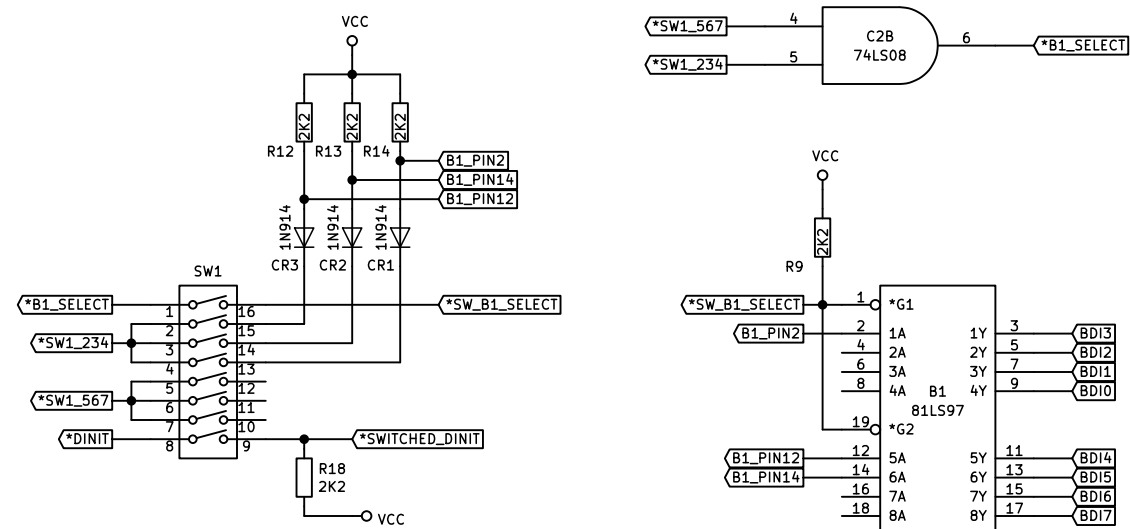 VCC
2K2
2K2
2K2
R12
R13
R14
B1_PIN2
B1_PIN14
B1_PIN12
1N914
1N914
1N914
CR3
CR2
CR1
SW1
*B1_SELECT
1
16
*SW_B1_SELECT
*SW1_234
2
15
3
14
4
13
*SW1_567
5
12
6
11
7
10
*DINIT
8
9
*SWITCHED_DINIT
R18
2K2
VCC
*SW1_567
4
C2B
74LS08
6
*B1_SELECT
*SW1_234
5
VCC
2K2
R9
*SW_B1_SELECT
1
*G1
B1_PIN2
2
1A
1Y
3
BDI3
4
2A
2Y
5
BDI2
6
3A
3Y
7
BDI1
8
4A
4Y
9
BDI0
B1
81LS97
19
*G2
B1_PIN12
12
5A
5Y
11
BDI4
B1_PIN14
14
6A
6Y
13
BDI5
16
7A
7Y
15
BDI6
18
8A
8Y
17
BDI7